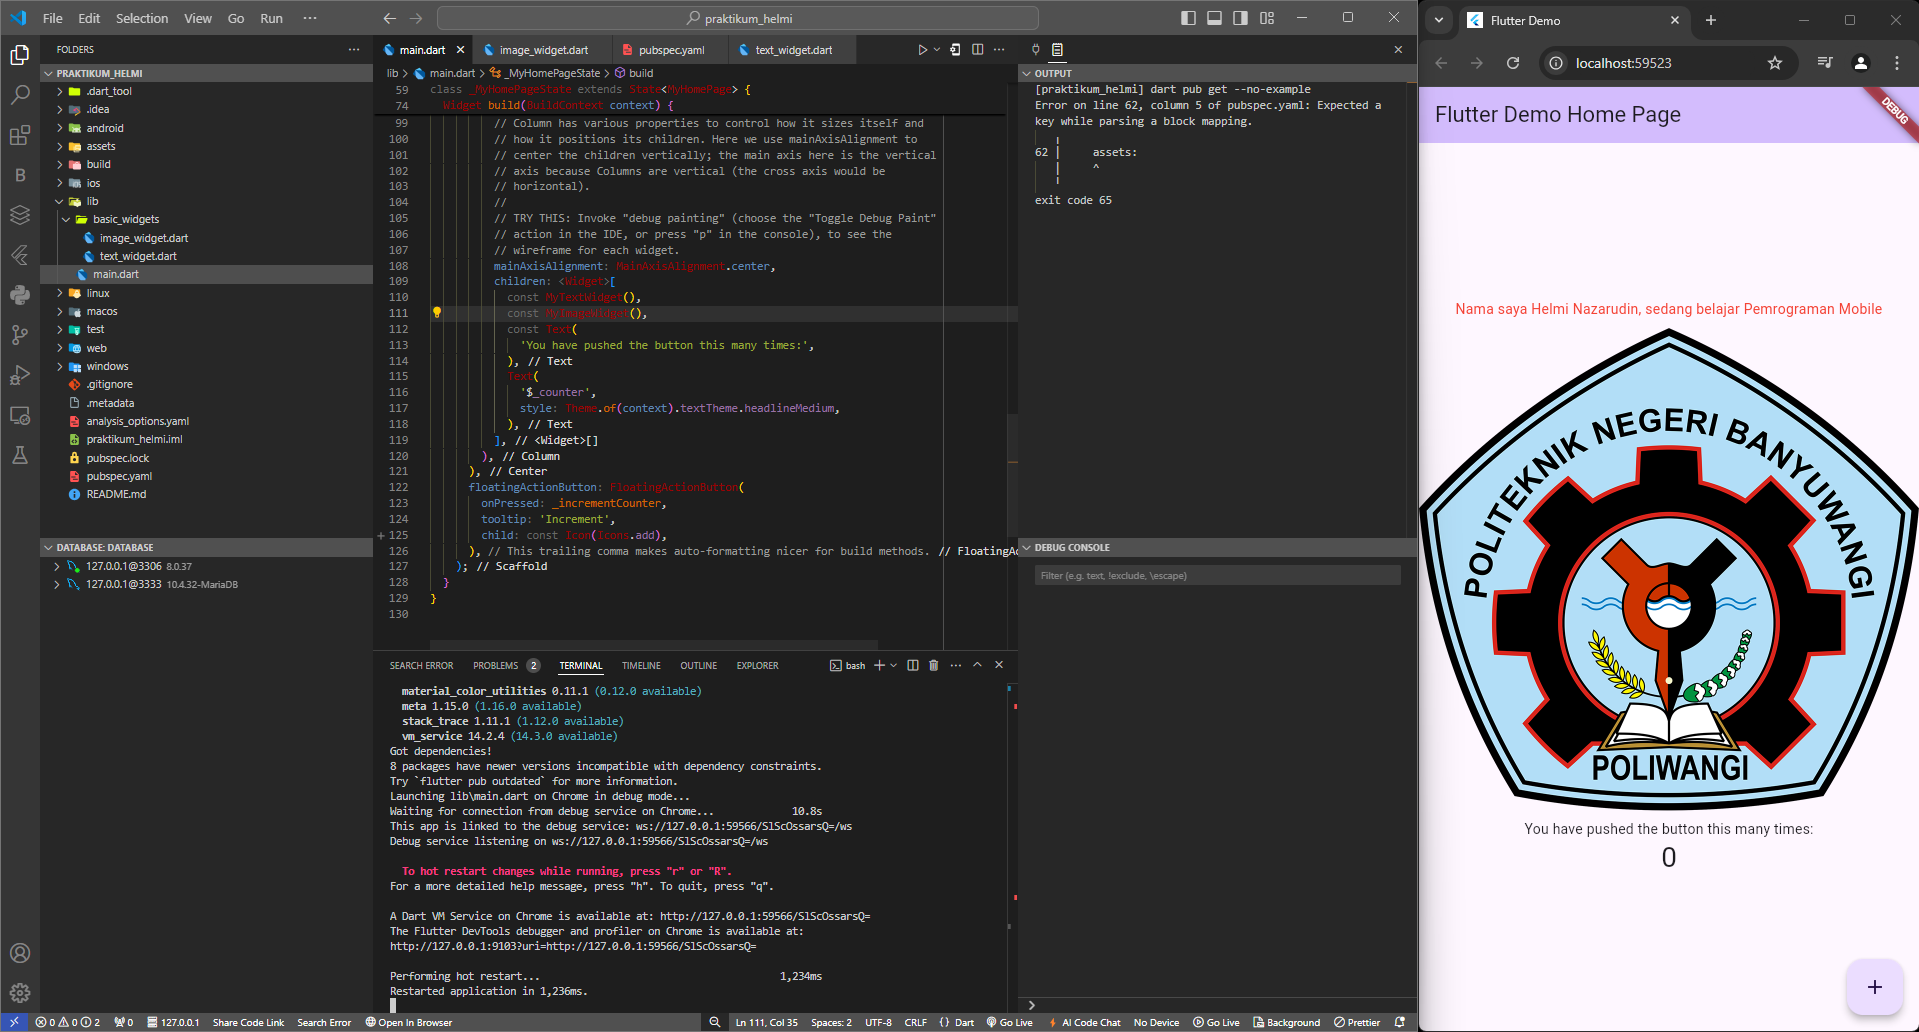 File Edit Selection View Go Run ···
praktikum_helmi
FOLDERS
PRAKTIKUM_HELMI
.dart_tool
.idea
android
assets
build
ios
lib
basic_widgets
image_widget.dart
text_widget.dart
main.dart
linux
macos
test
web
windows
.gitignore
.metadata
analysis_options.yaml
praktikum_helmi.iml
pubspec.lock
pubspec.yaml
README.md
DATABASE: DATABASE
127.0.0.1@3306 8.0.37
127.0.0.1@3333 10.4.32-MariaDB
main.dart
image_widget.dart
pubspec.yaml
text_widget.dart
lib > main.dart > _MyHomePageState > build
59 class _MyHomePageState extends State<MyHomePage> {
74 Widget build(BuildContext context) {
99 // Column has various properties to control how it sizes itself and
100 // how it positions its children. Here we use mainAxisAlignment to
101 // center the children vertically; the main axis here is the vertical
102 // axis because Columns are vertical (the cross axis would be
103 // horizontal).
104 //
105 // TRY THIS: Invoke "debug painting" (choose the "Toggle Debug Paint"
106 // action in the IDE, or press "p" in the console), to see the
107 // wireframe for each widget.
108 mainAxisAlignment: MainAxisAlignment.center,
109 children: <Widget>[
110 const MyTextWidget(),
111 const MyImageWidget(),
112 const Text(
113 'You have pushed the button this many times:',
114 ), // Text
115 Text(
116 '$_counter',
117 style: Theme.of(context).textTheme.headlineMedium,
118 ), // Text
119 ], // <Widget>[]
120 ), // Column
121 ), // Center
122 floatingActionButton: FloatingActionButton(
123 onPressed: _incrementCounter,
124 tooltip: 'Increment',
125 child: const Icon(Icons.add),
126 ), // This trailing comma makes auto-formatting nicer for build methods. // FloatingAc
127 ); // Scaffold
128 }
129 }
130
SEARCH ERROR PROBLEMS 2 TERMINAL TIMELINE OUTLINE EXPLORER
bash
material_color_utilities 0.11.1 (0.12.0 available)
meta 1.15.0 (1.16.0 available)
stack_trace 1.11.1 (1.12.0 available)
vm_service 14.2.4 (14.3.0 available)
Got dependencies!
8 packages have newer versions incompatible with dependency constraints.
Try `flutter pub outdated` for more information.
Launching lib\main.dart on Chrome in debug mode...
Waiting for connection from debug service on Chrome... 10.8s
This app is linked to the debug service: ws://127.0.0.1:59566/SlScOssarsQ=/ws
Debug service listening on ws://127.0.0.1:59566/SlScOssarsQ=/ws
To hot restart changes while running, press "r" or "R".
For a more detailed help message, press "h". To quit, press "q".
A Dart VM Service on Chrome is available at: http://127.0.0.1:59566/SlScOssarsQ=
The Flutter DevTools debugger and profiler on Chrome is available at:
http://127.0.0.1:9103?uri=http://127.0.0.1:59566/SlScOssarsQ=
Performing hot restart... 1,234ms
Restarted application in 1,236ms.
OUTPUT
[praktikum_helmi] dart pub get --no-example
Error on line 62, column 5 of pubspec.yaml: Expected a
key while parsing a block mapping.
62 │ assets:
^
exit code 65
DEBUG CONSOLE
Filter (e.g. text, !exclude, \escape)
0 0 2 0 127.0.0.1 Share Code Link Search Error Open In Browser
Ln 111, Col 35 Spaces: 2 UTF-8 CRLF {} Dart Go Live AI Code Chat No Device Go Live Background Prettier
Flutter Demo
localhost:59523
Flutter Demo Home Page
DEBUG
Nama saya Helmi Nazarudin, sedang belajar Pemrograman Mobile
POLITEKNIK NEGERI BANYUWANGI
POLIWANGI
You have pushed the button this many times:
0
+